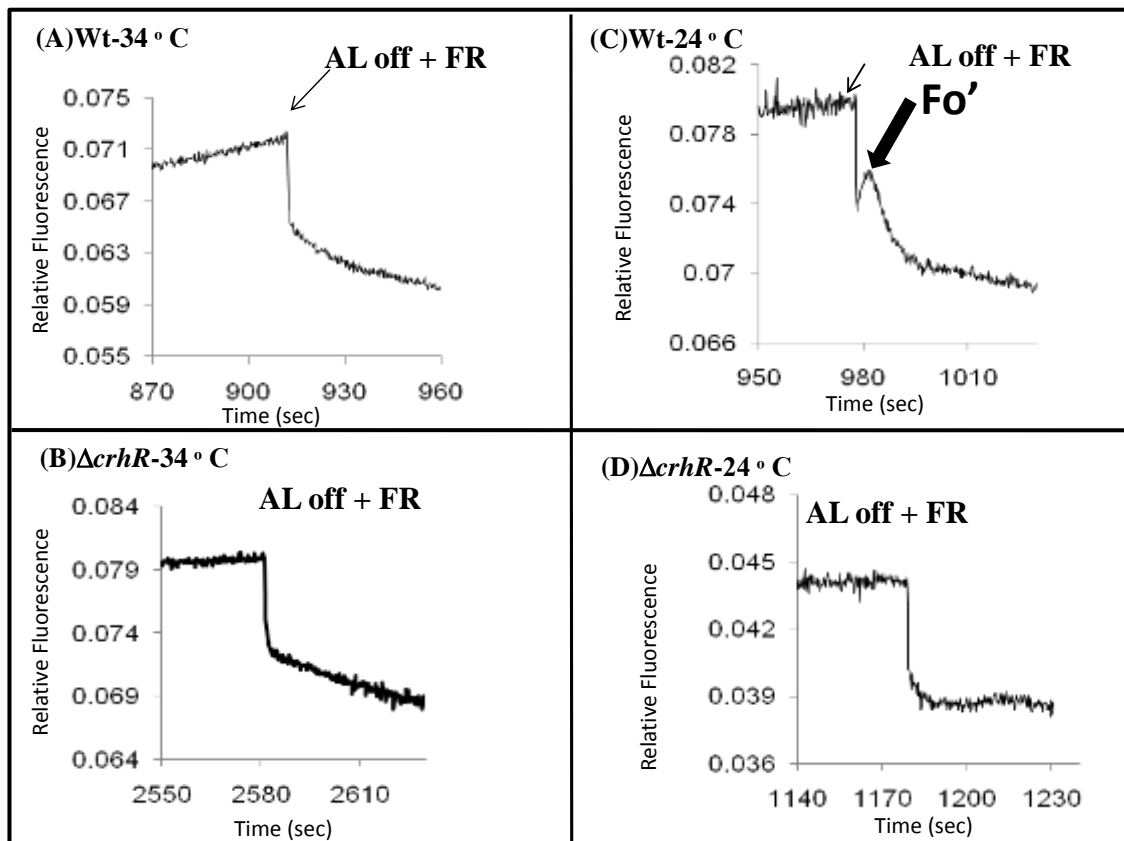 (A)Wt-34 ° C
AL off + FR
0.075
0.071
0.067
0.063
0.059
0.055
Relative Fluorescence
870 900 930 960
Time (sec)
(C)Wt-24 ° C
AL off + FR
Fo’
0.082
0.078
0.074
0.07
0.066
Relative Fluorescence
950 980 1010
Time (sec)
(B)ΔcrhR-34 ° C
AL off + FR
0.084
0.079
0.074
0.069
0.064
Relative Fluorescence
2550 2580 2610
Time (sec)
(D)ΔcrhR-24 ° C
AL off + FR
0.048
0.045
0.042
0.039
0.036
Relative Fluorescence
1140 1170 1200 1230
Time (sec)